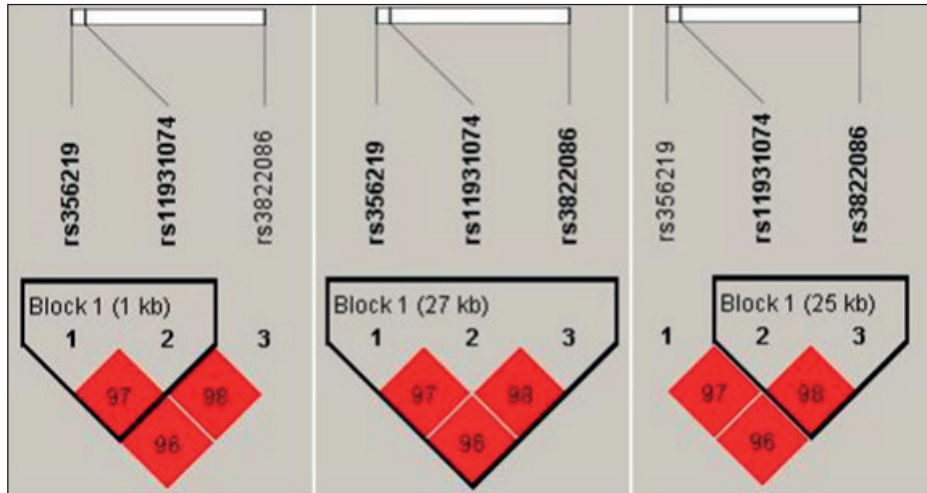 rs356219
rs11931074
rs3822086
Block 1 (1 kb)
1 2 3
97 98
96
rs356219
rs11931074
rs3822086
Block 1 (27 kb)
1 2 3
97 98
96
rs356219
rs11931074
rs3822086
Block 1 (25 kb)
1 2 3
97 98
96